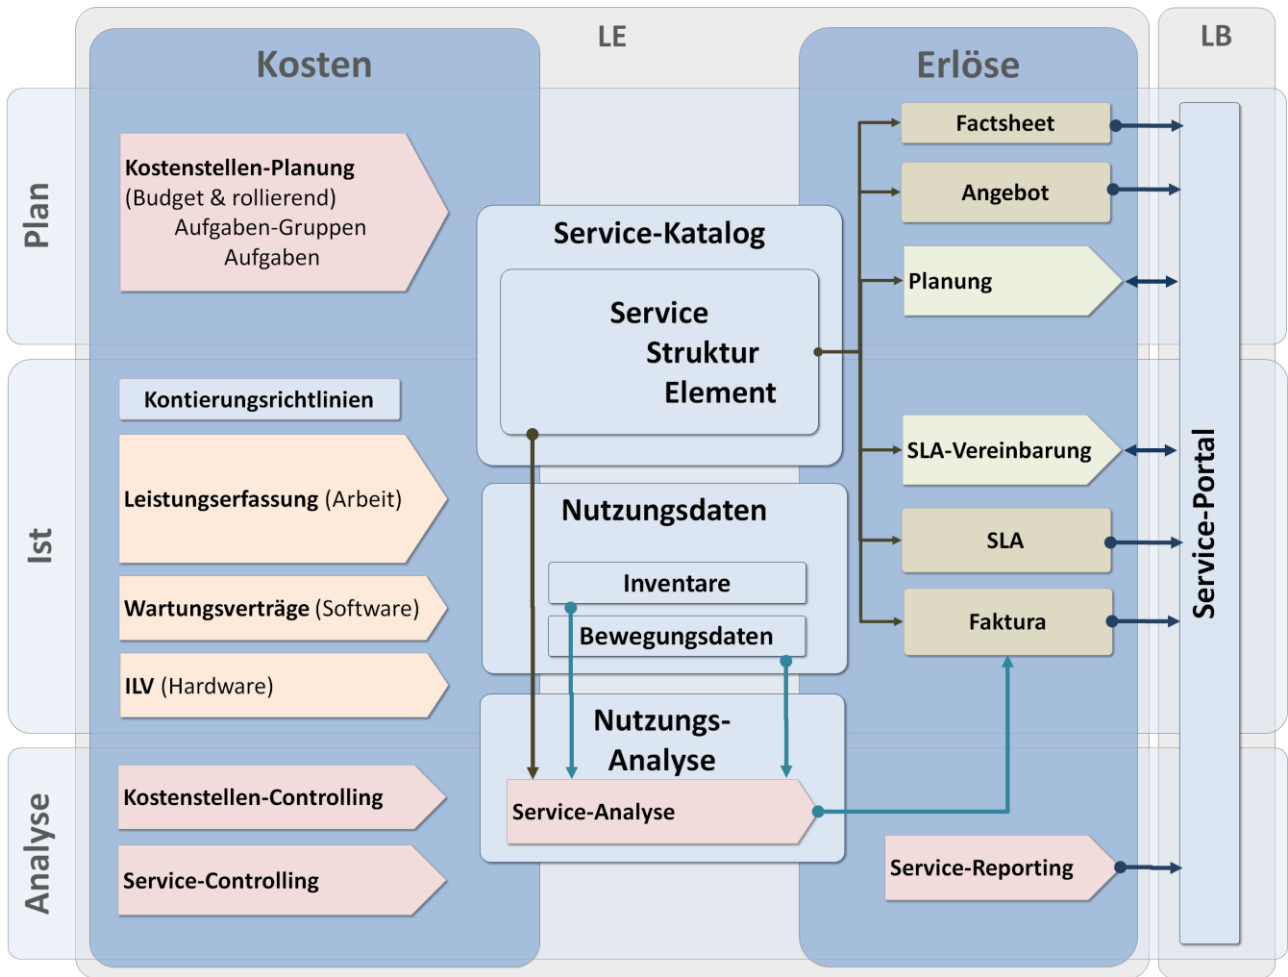 LE
LB
Kosten
Erlöse
Plan
Kostenstellen-Planung
(Budget & rollierend)
Aufgaben-Gruppen
Aufgaben
Service-Katalog
Service
Struktur
Element
Factsheet
Angebot
Planung
Ist
Kontierungsrichtlinien
Leistungserfassung (Arbeit)
Wartungsverträge (Software)
ILV (Hardware)
Nutzungsdaten
Inventare
Bewegungsdaten
SLA-Vereinbarung
SLA
Faktura
Service-Portal
Analyse
Kostenstellen-Controlling
Service-Controlling
Nutzungs-
Analyse
Service-Analyse
Service-Reporting